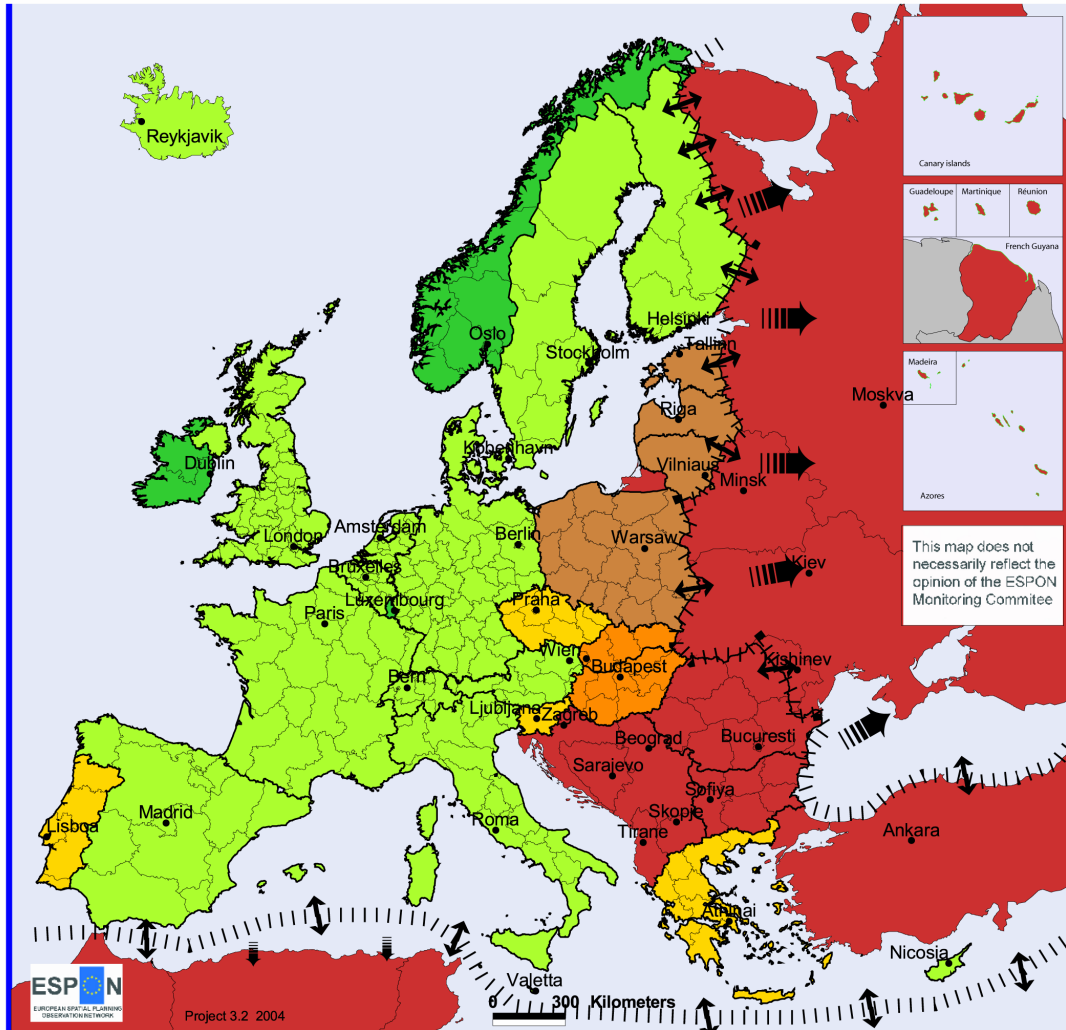 Reykjavik
Canary islands
Guadeloupe
Martinique
Réunion
French Guyana
Oslo
Helsinki
Stockholm
Tallinn
Madeira
Moskva
Riga
Dublin
Kobenhavn
Vilniaus
Minsk
Azores
London
Amsterdam
Berlin
Warsaw
This map does not
necessarily reflect the
opinion of the ESPON
Monitoring Commitee
Bruxelles
Kiev
Luxembourg
Praha
Paris
Wien
Budapest
Kishinev
Bern
Ljubljana
Zagreb
Beograd
Bucuresti
Sarajevo
Sofiya
Madrid
Skopje
Lisboa
Roma
Tirane
Ankara
Athinai
Nicosia
ESPON
EUROPEAN SPATIAL PLANNING
OBSERVATION NETWORK
Valetta
0 300 Kilometers
Project 3.2 2004